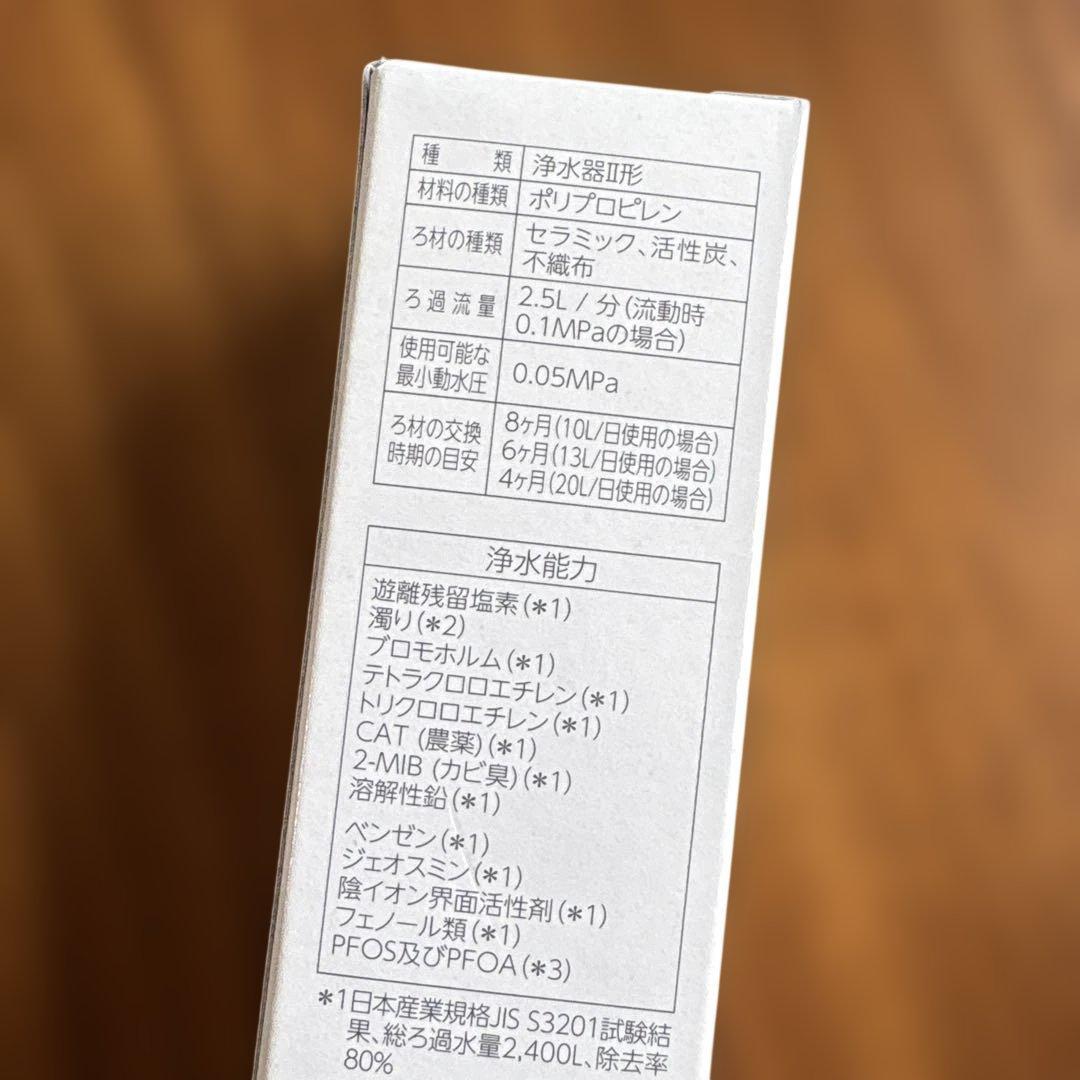 種類 浄水器Ⅱ形
材料の種類 ポリプロピレン
ろ材の種類 セラミック、活性炭、
不織布
ろ過流量 2.5L / 分(流動時
0.1MPaの場合)
使用可能な
最小動水圧 0.05MPa
ろ材の交換
時期の目安
8ヶ月(10L/日使用の場合)
6ヶ月(13L/日使用の場合)
4ヶ月(20L/日使用の場合)
浄水能力
遊離残留塩素(*1)
濁り(*2)
ブロモホルム(*1)
テトラクロロエチレン(*1)
トリクロロエチレン(*1)
CAT (農薬)(*1)
2-MIB (カビ臭)(*1)
溶解性鉛(*1)
ベンゼン(*1)
ジェオスミン(*1)
陰イオン界面活性剤(*1)
フェノール類(*1)
PFOS及びPFOA(*3)
*1日本産業規格JIS S3201試験結
果、総ろ過水量2,400L、除去率
80%